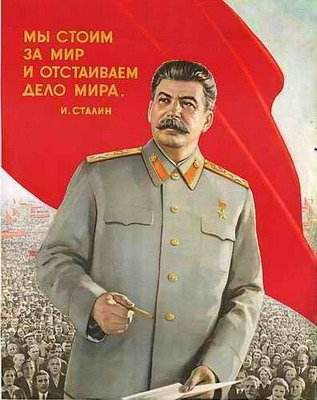 МЫ СТОИМ
ЗА МИР
И ОТСТАИВАЕМ
ДЕЛО МИРА.
И. СТАЛИН